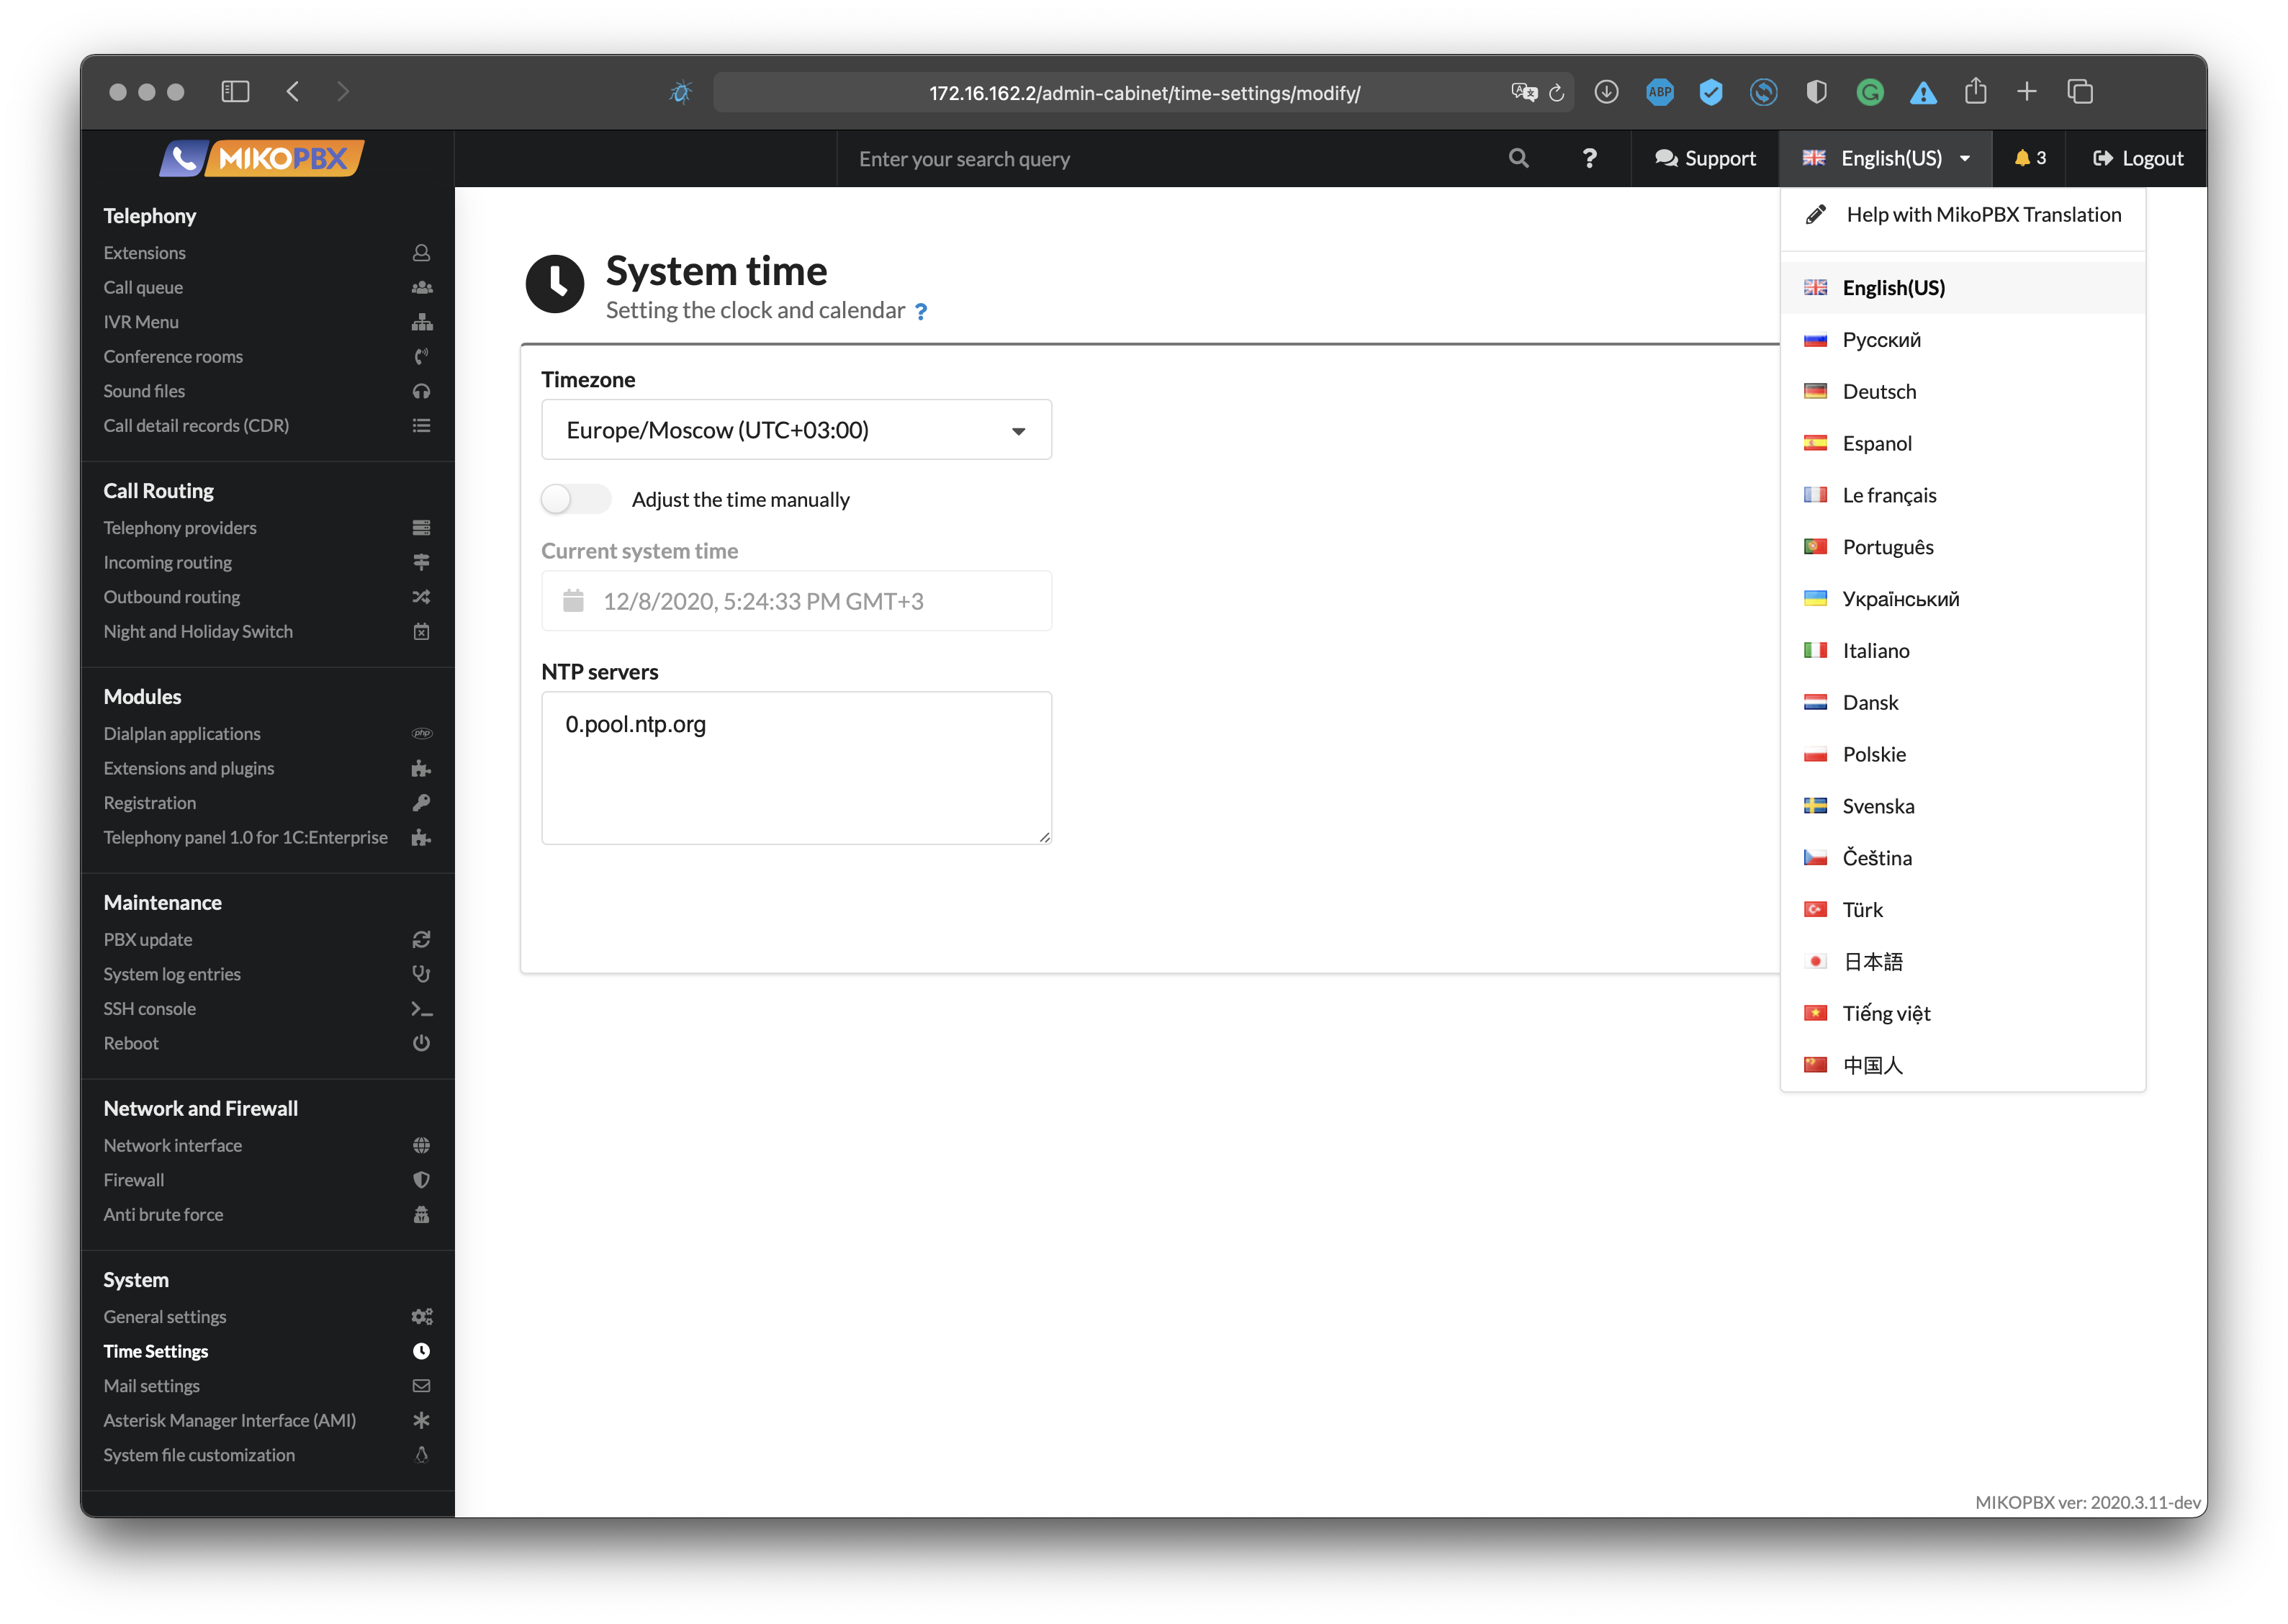 172.16.162.2/admin-cabinet/time-settings/modify/
ABP
MIKOPBX
Enter your search query
?
Support
English(US)
3
Logout
Telephony
Extensions
Call queue
IVR Menu
Conference rooms
Sound files
Call detail records (CDR)
Call Routing
Telephony providers
Incoming routing
Outbound routing
Night and Holiday Switch
Modules
Dialplan applications
php
Extensions and plugins
Registration
Telephony panel 1.0 for 1C:Enterprise
Maintenance
PBX update
System log entries
SSH console
Reboot
Network and Firewall
Network interface
Firewall
Anti brute force
System
General settings
Time Settings
Mail settings
Asterisk Manager Interface (AMI)
System file customization
System time
Setting the clock and calendar ?
Timezone
Europe/Moscow (UTC+03:00)
Adjust the time manually
Current system time
12/8/2020, 5:24:33 PM GMT+3
NTP servers
0.pool.ntp.org
Help with MikoPBX Translation
English(US)
Русский
Deutsch
Espanol
Le français
Português
Український
Italiano
Dansk
Polskie
Svenska
Čeština
Türk
日本語
Tiếng việt
中国人
MIKOPBX ver: 2020.3.11-dev